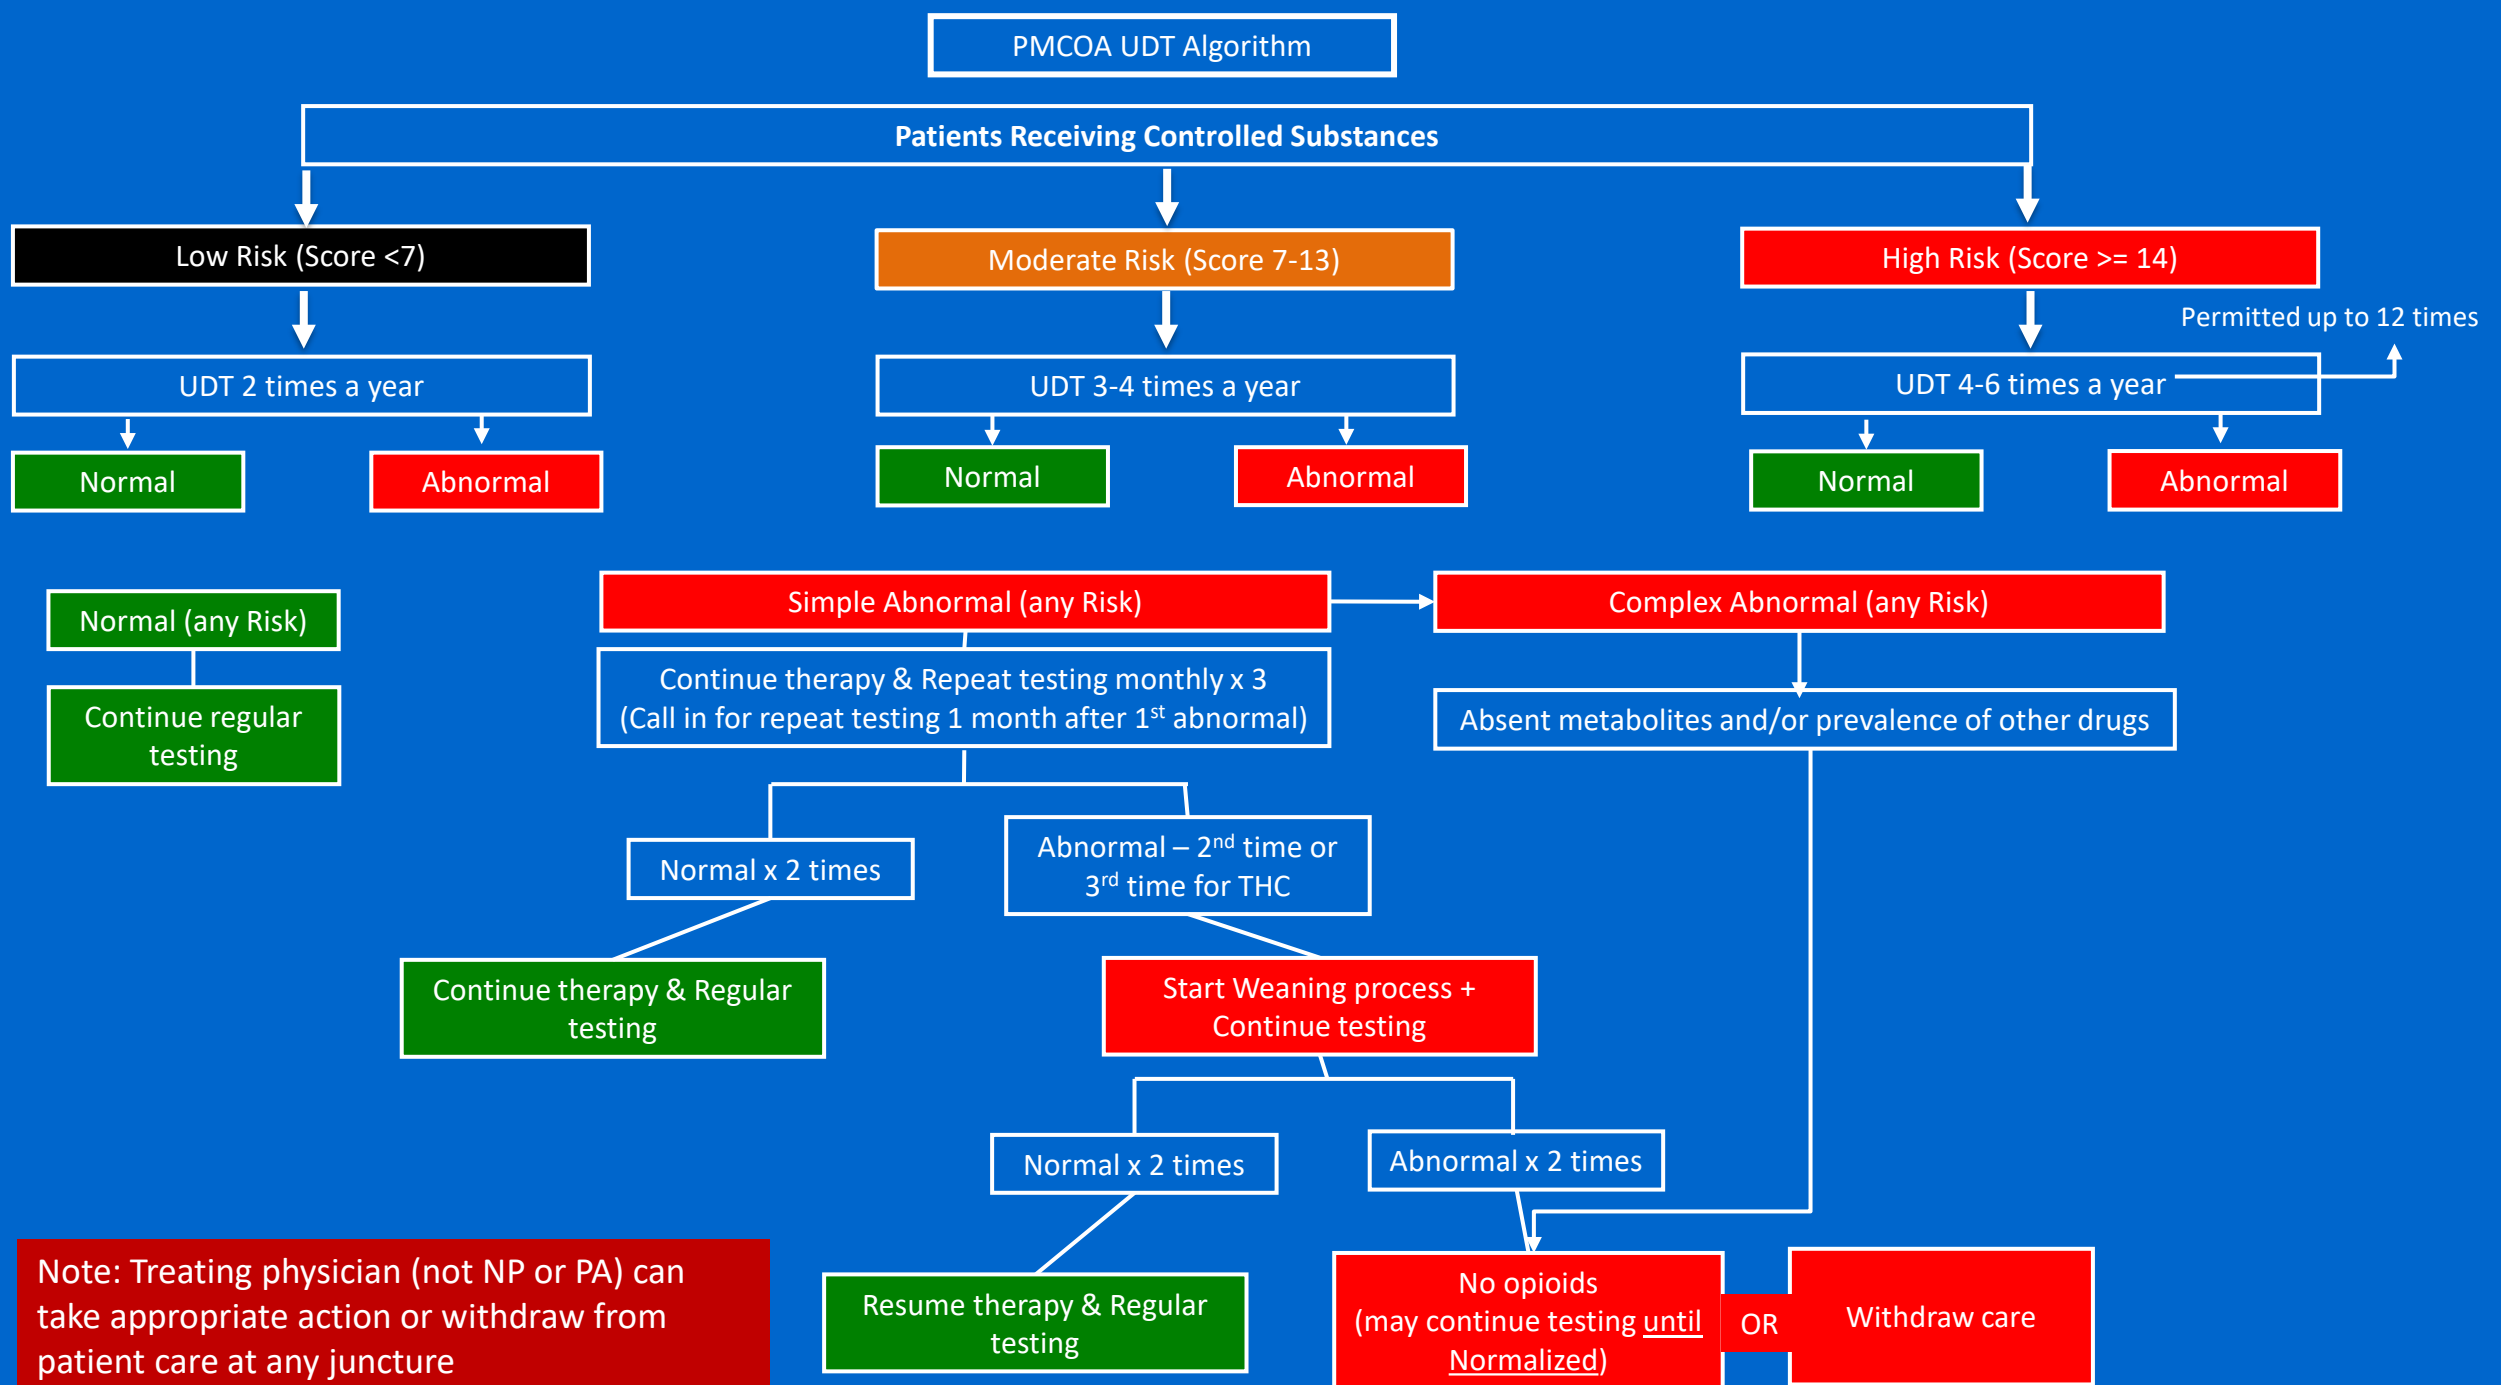 PMCOA UDT Algorithm
Patients Receiving Controlled Substances
Low Risk (Score <7)
Moderate Risk (Score 7-13)
High Risk (Score >= 14)
Permitted up to 12 times
UDT 2 times a year
UDT 3-4 times a year
UDT 4-6 times a year
Normal
Abnormal
Normal
Abnormal
Normal
Abnormal
Normal (any Risk)
Continue regular
testing
Simple Abnormal (any Risk)
Complex Abnormal (any Risk)
Continue therapy & Repeat testing monthly x 3
(Call in for repeat testing 1 month after 1st abnormal)
Absent metabolites and/or prevalence of other drugs
Normal x 2 times
Abnormal – 2nd time or
3rd time for THC
Continue therapy & Regular
testing
Start Weaning process +
Continue testing
Normal x 2 times
Abnormal x 2 times
Note: Treating physician (not NP or PA) can
take appropriate action or withdraw from
patient care at any juncture
Resume therapy & Regular
testing
No opioids
(may continue testing until
Normalized)
OR
Withdraw care